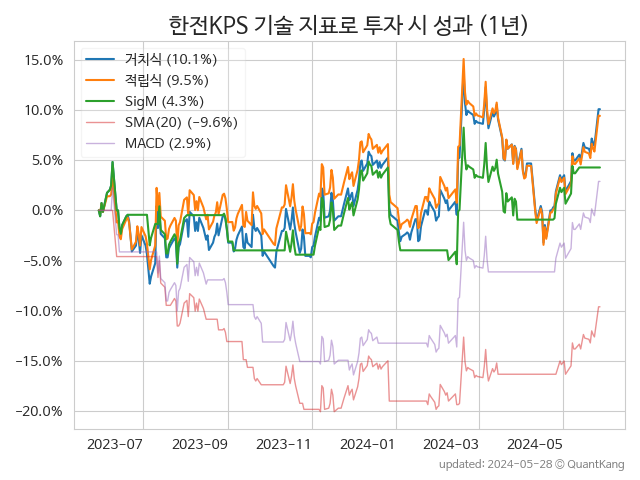 한전KPS 기술 지표로 투자 시 성과 (1년)
거치식 (10.1%)
적립식 (9.5%)
SigM (4.3%)
SMA(20) (−9.6%)
MACD (2.9%)
15.0%
10.0%
5.0%
0.0%
−5.0%
−10.0%
−15.0%
−20.0%
2023−07 2023−09 2023−11 2024−01 2024−03 2024−05
updated: 2024-05-28 © QuantKang